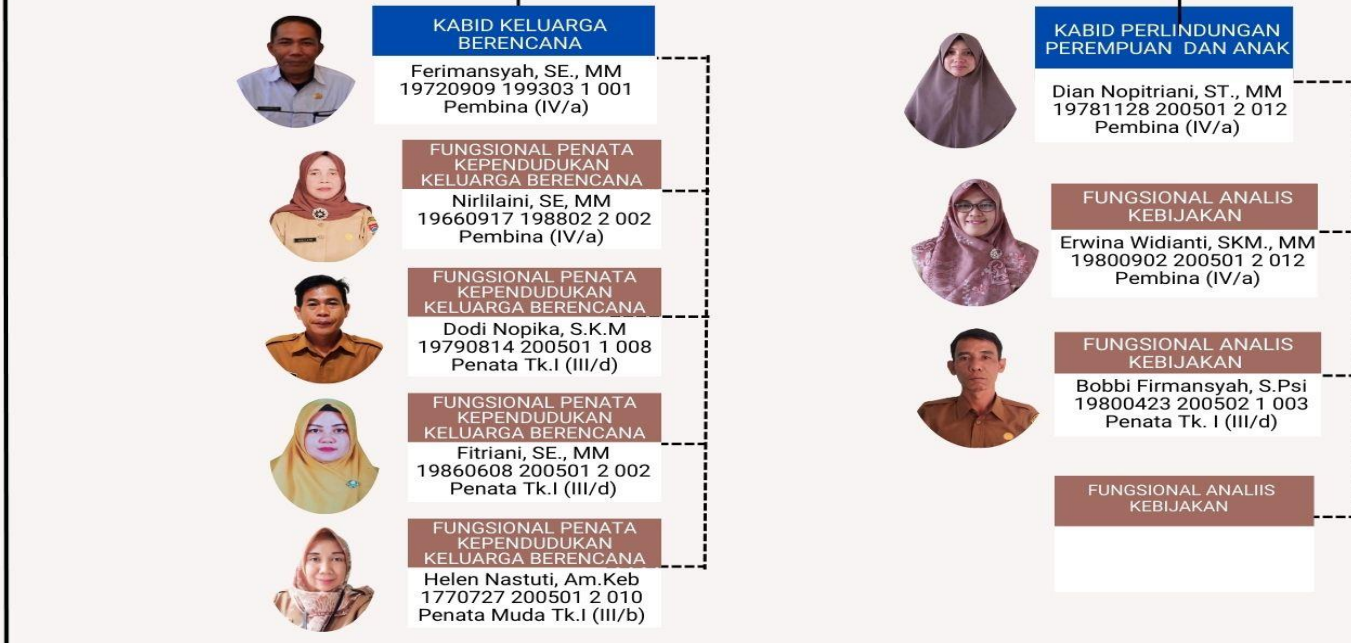 KABID KELUARGA
BERENCANA
Ferimansyah, SE., MM
19720909 199303 1 001
Pembina (IV/a)
FUNGSIONAL PENATA
KEPENDUDUKAN
KELUARGA BERENCANA
Nirlilaini, SE, MM
19660917 198802 2 002
Pembina (IV/a)
FUNGSIONAL PENATA
KEPENDUDUKAN
KELUARGA BERENCANA
Dodi Nopika, S.K.M
19790814 200501 1 008
Penata Tk.I (III/d)
FUNGSIONAL PENATA
KEPENDUDUKAN
KELUARGA BERENCANA
Fitriani, SE., MM
19860608 200501 2 002
Penata Tk.I (III/d)
FUNGSIONAL PENATA
KEPENDUDUKAN
KELUARGA BERENCANA
Helen Nastuti, Am.Keb
1770727 200501 2 010
Penata Muda Tk.I (III/b)
KABID PERLINDUNGAN
PEREMPUAN DAN ANAK
Dian Nopitriani, ST., MM
19781128 200501 2 012
Pembina (IV/a)
FUNGSIONAL ANALIS
KEBIJAKAN
Erwina Widianti, SKM., MM
19800902 200501 2 012
Pembina (IV/a)
FUNGSIONAL ANALIS
KEBIJAKAN
Bobbi Firmansyah, S.Psi
19800423 200502 1 003
Penata Tk. I (III/d)
FUNGSIONAL ANALIIS
KEBIJAKAN